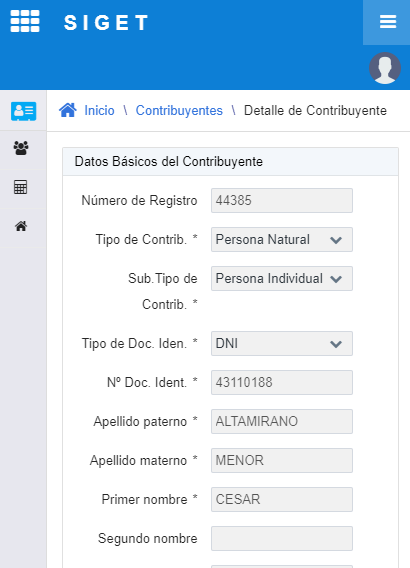 SIGET
Inicio \ Contribuyentes \ Detalle de Contribuyente
Datos Básicos del Contribuyente
Número de Registro 44385
Tipo de Contrib. * Persona Natural
Sub.Tipo de Persona Individual
Contrib. *
Tipo de Doc. Iden. * DNI
Nº Doc. Ident. * 43110188
Apellido paterno * ALTAMIRANO
Apellido materno * MENOR
Primer nombre * CESAR
Segundo nombre